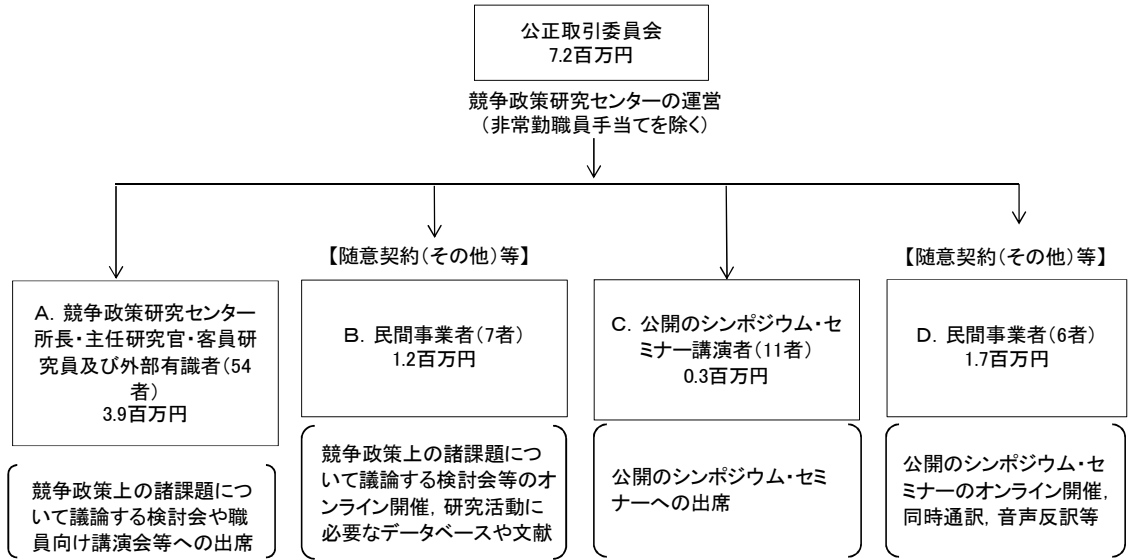 公正取引委員会
7.2百万円
競争政策研究センターの運営
（非常勤職員手当てを除く）
【随意契約（その他）等】
【随意契約（その他）等】
A．競争政策研究センター
所長・主任研究官・客員研
究員及び外部有識者（54
者）
3.9百万円
B．民間事業者（7者）
1.2百万円
C．公開のシンポジウム・セ
ミナー講演者（11者）
0.3百万円
D．民間事業者（6者）
1.7百万円
競争政策上の諸課題につ
いて議論する検討会や職
員向け講演会等への出席
競争政策上の諸課題につ
いて議論する検討会等のオ
ンライン開催，研究活動に
必要なデータベースや文献
公開のシンポジウム・セミ
ナーへの出席
公開のシンポジウム・セ
ミナーのオンライン開催，
同時通訳，音声反訳等